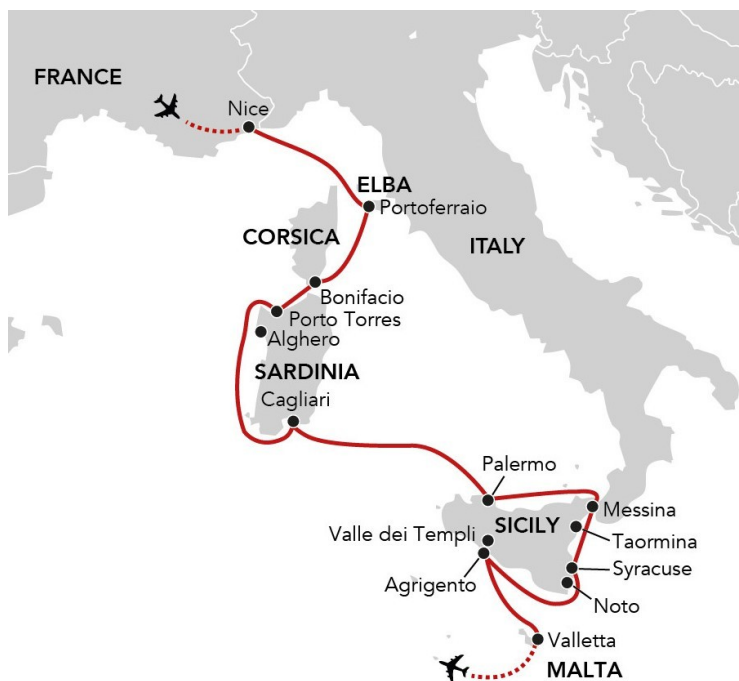 FRANCE
Nice
ELBA
Portoferraio
CORSICA
ITALY
Bonifacio
Porto Torres
Alghero
SARDINIA
Cagliari
Palermo
Messina
SICILY
Valle dei Templi
Taormina
Syracuse
Agrigento
Noto
Valletta
MALTA